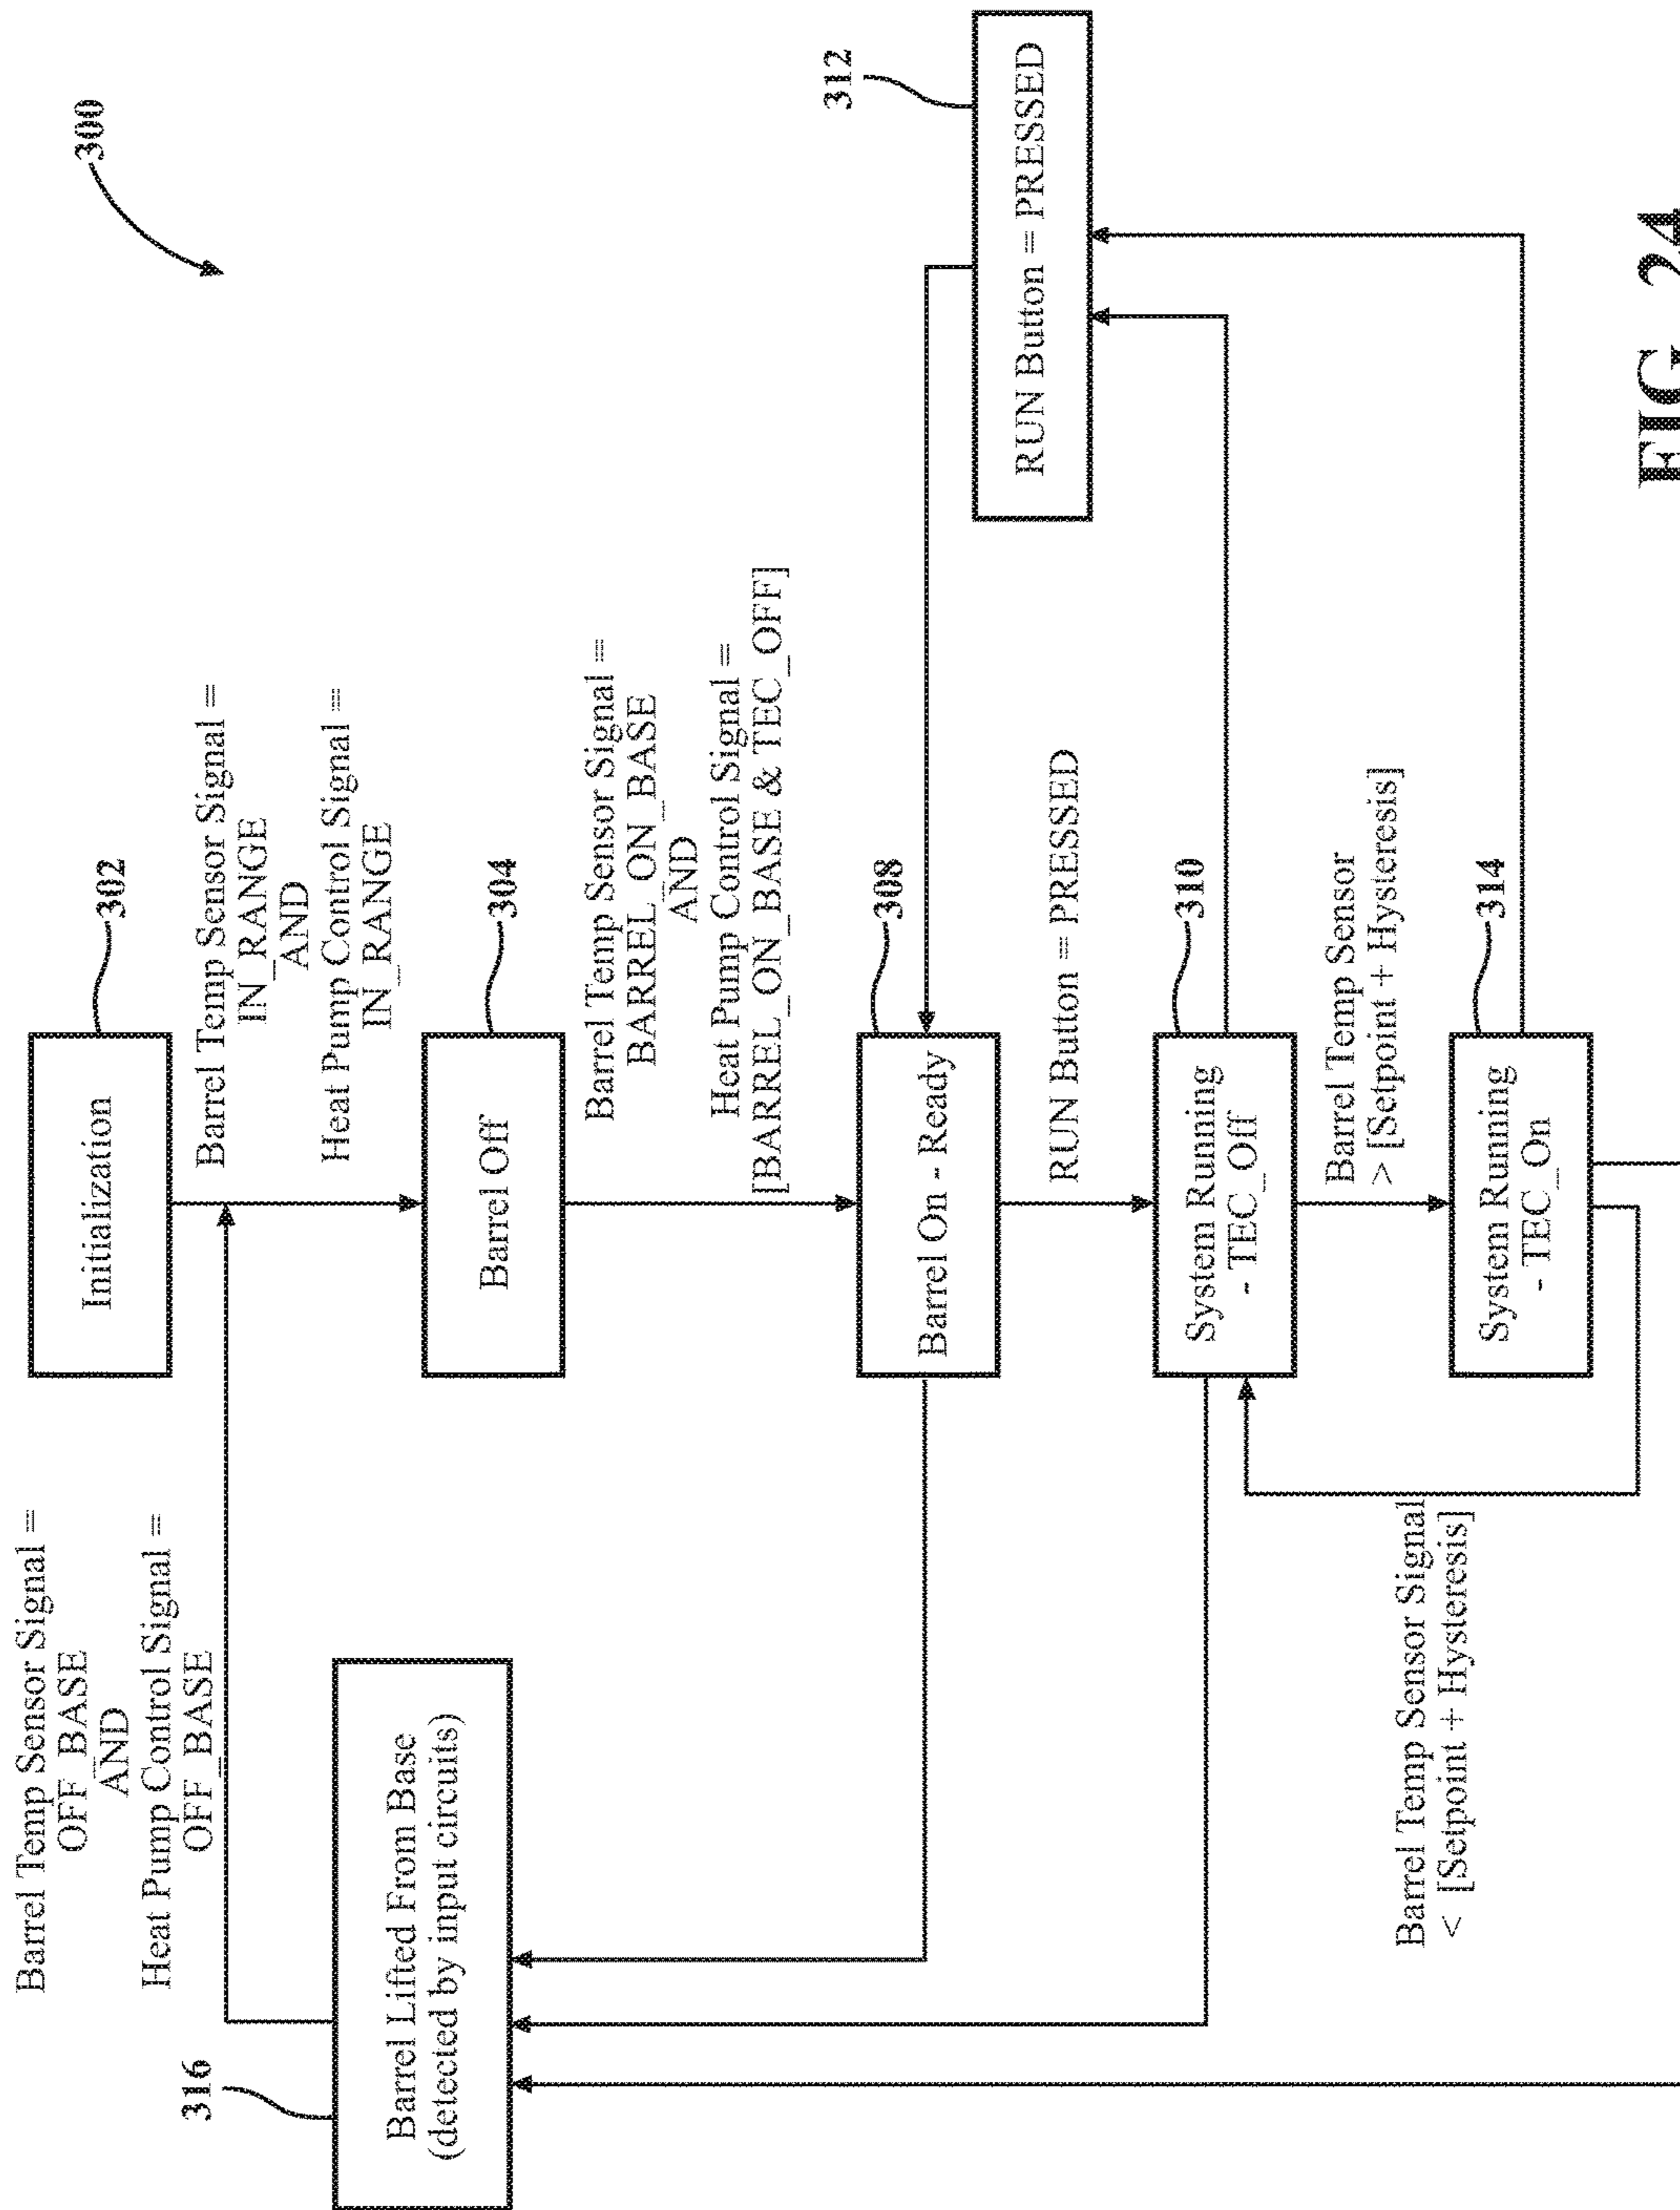 300
Initialization
302
Barrel Temp Sensor Signal =
IN_RANGE
AND
Heat Pump Control Signal =
IN_RANGE
Barrel Temp Sensor Signal =
OFF_BASE
AND
Heat Pump Control Signal =
OFF_BASE
316
Barrel Lifted From Base
(detected by input circuits)
Barrel Off
304
Barrel Temp Sensor Signal =
BARREL_ON_BASE
AND
Heat Pump Control Signal =
[BARREL_ON_BASE & TEC_OFF]
Barrel On - Ready
308
312
RUN Button = PRESSED
RUN Button = PRESSED
System Running
- TEC_Off
310
Barrel Temp Sensor
> [Setpoint + Hysteresis]
Barrel Temp Sensor Signal
< [Setpoint + Hysteresis]
System Running
- TEC_On
314
FIG. 24